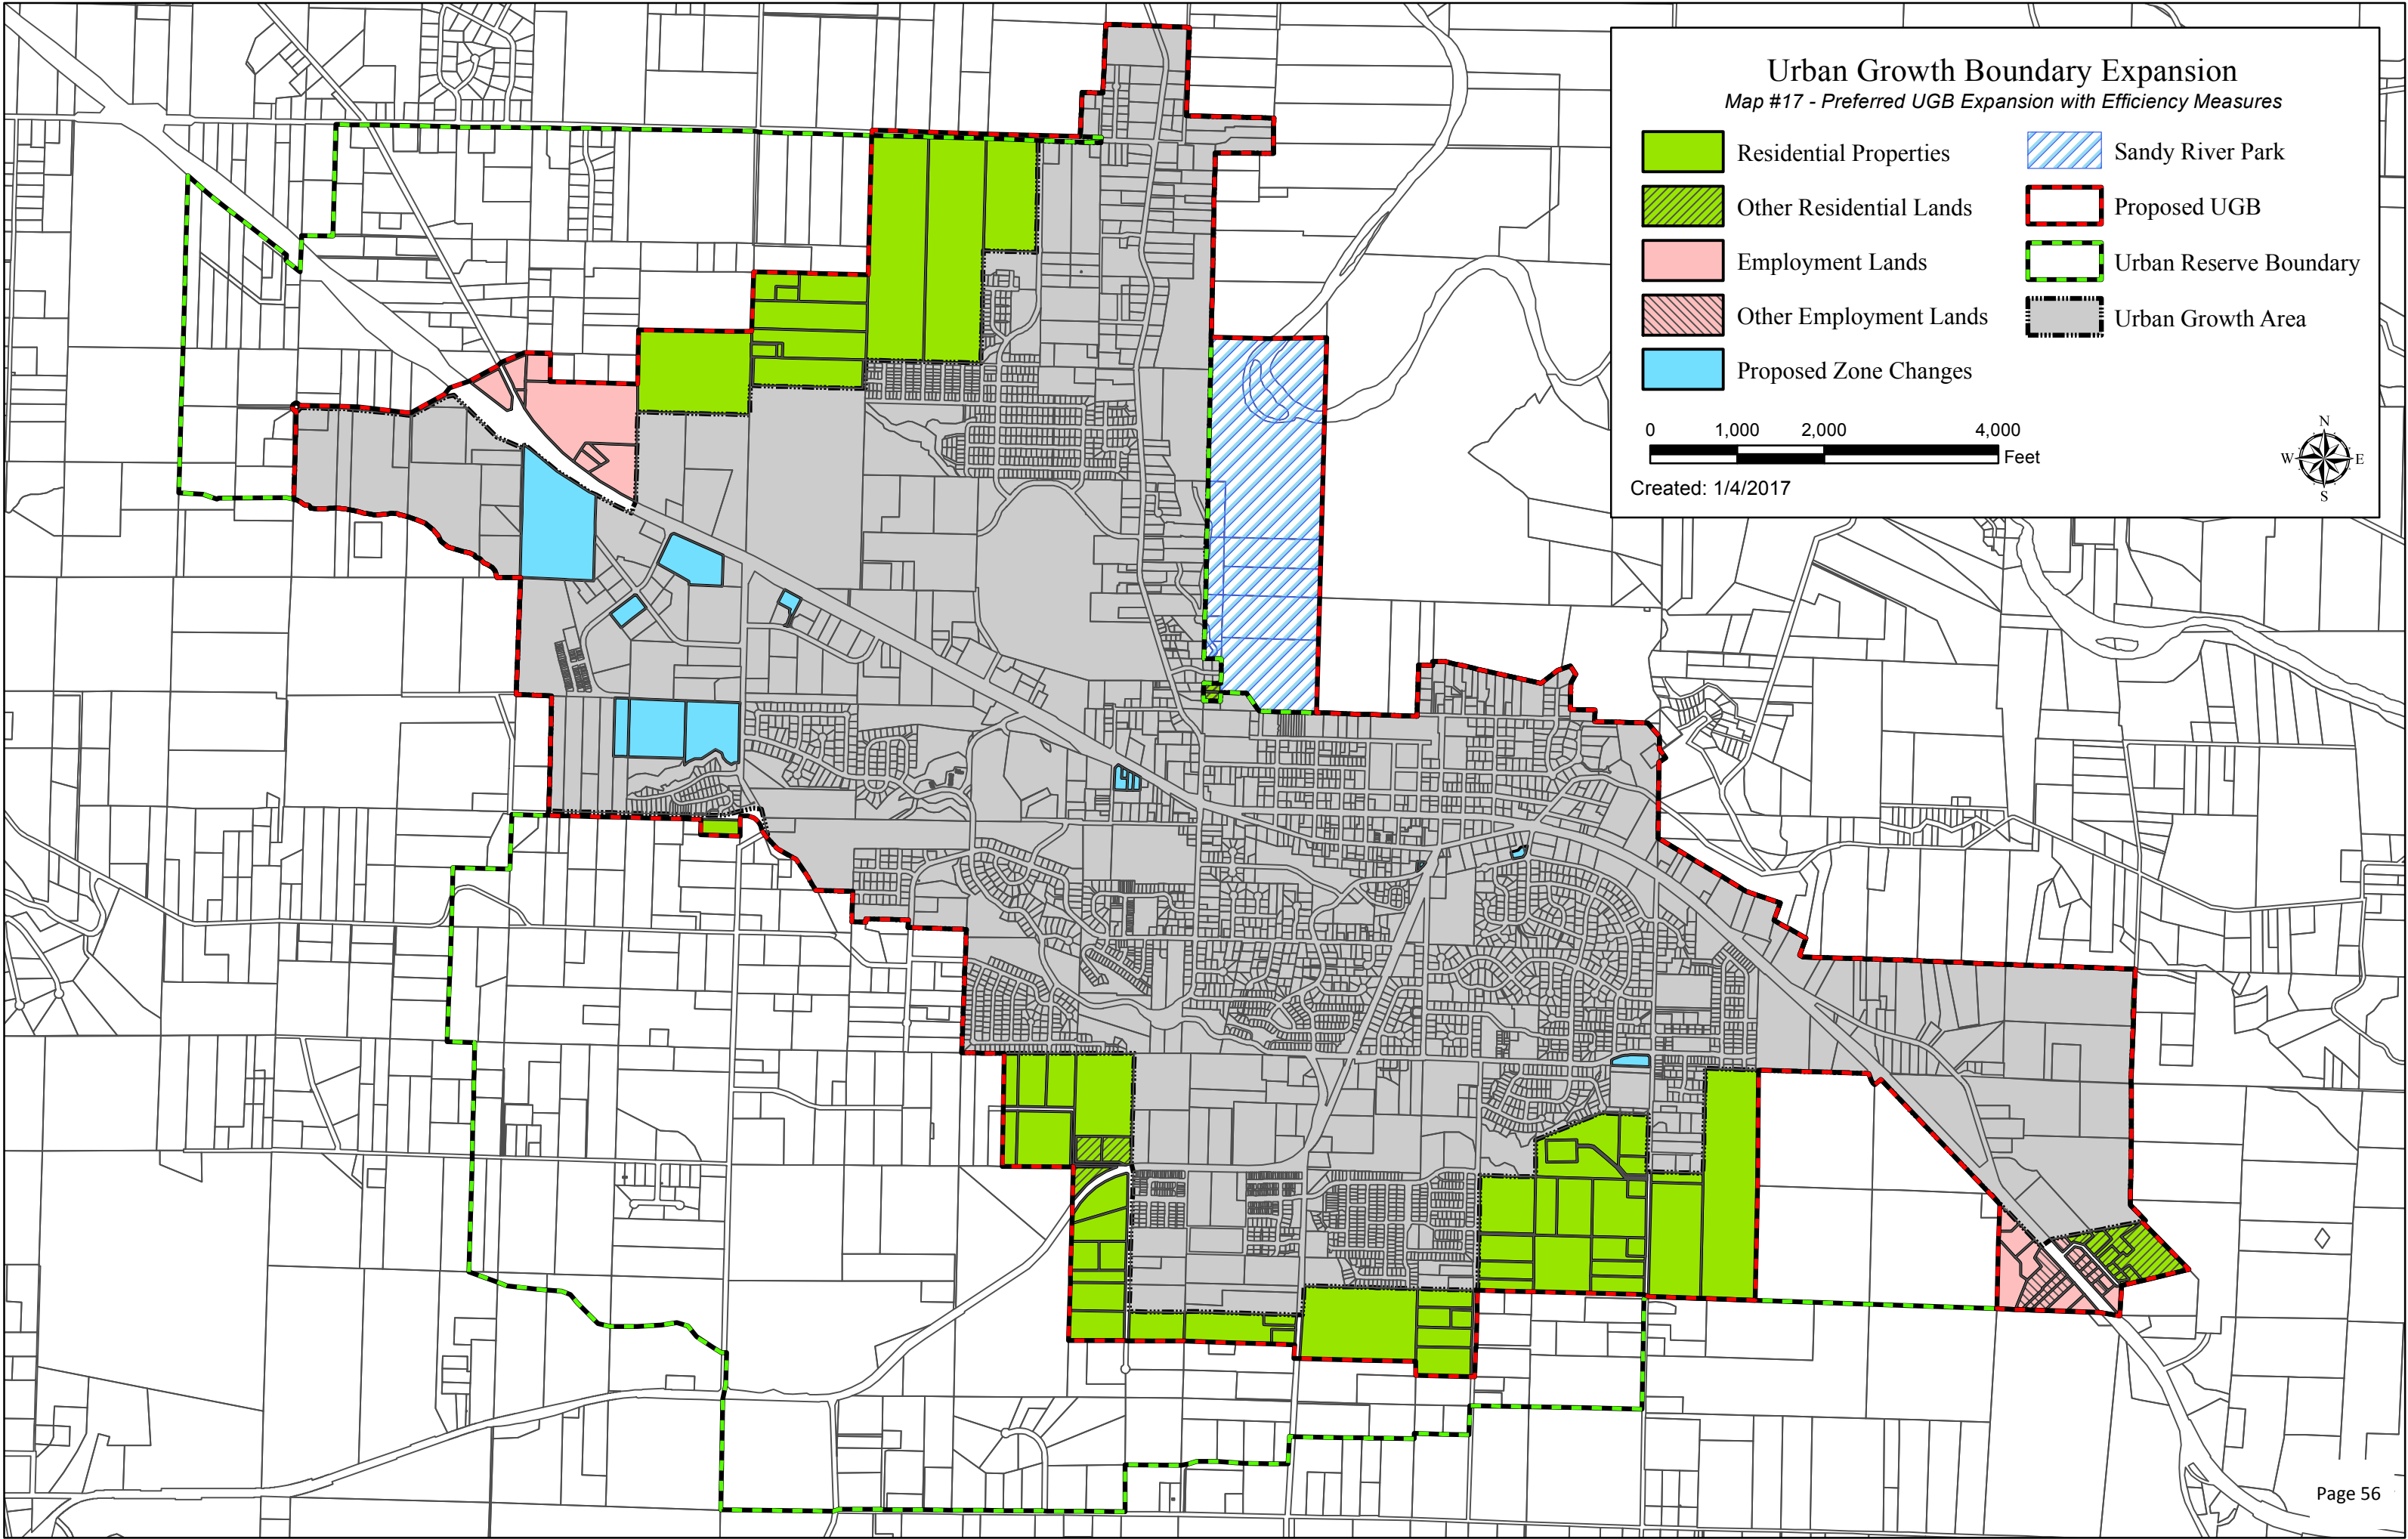 Urban Growth Boundary Expansion
Map #17 - Preferred UGB Expansion with Efficiency Measures
Residential Properties
Other Residential Lands
Employment Lands
Other Employment Lands
Proposed Zone Changes
Sandy River Park
Proposed UGB
Urban Reserve Boundary
Urban Growth Area
0 1,000 2,000 4,000
Feet
N
W E
S
Created: 1/4/2017
Page 56